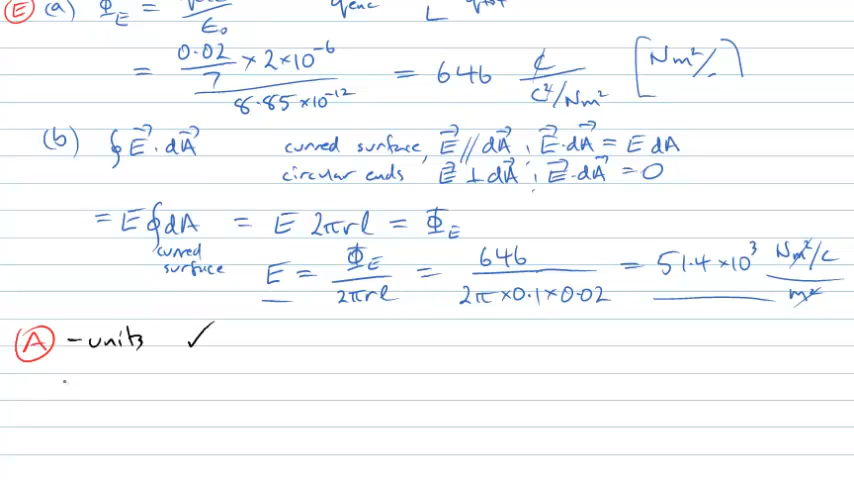 (E) (a) Φ_E = /ε₀ q_enc L q_tot
= 0.02/7 × 2×10⁻⁶ / 8.85×10⁻¹² = 646 C / C²/Nm² [Nm²/C]
(b) ∮E⃗·dA⃗ curved surface, E⃗ // dA⃗ ; E⃗·dA⃗ = E dA
circular ends E⃗ ⊥ dA⃗ ; E⃗·dA⃗ = 0
= E∮dA = E 2πrl = Φ_E
curved surface
E = Φ_E / 2πrl = 646 / 2π×0.1×0.02 = 51.4×10³ Nm²/C / m²
(A) - units ✓